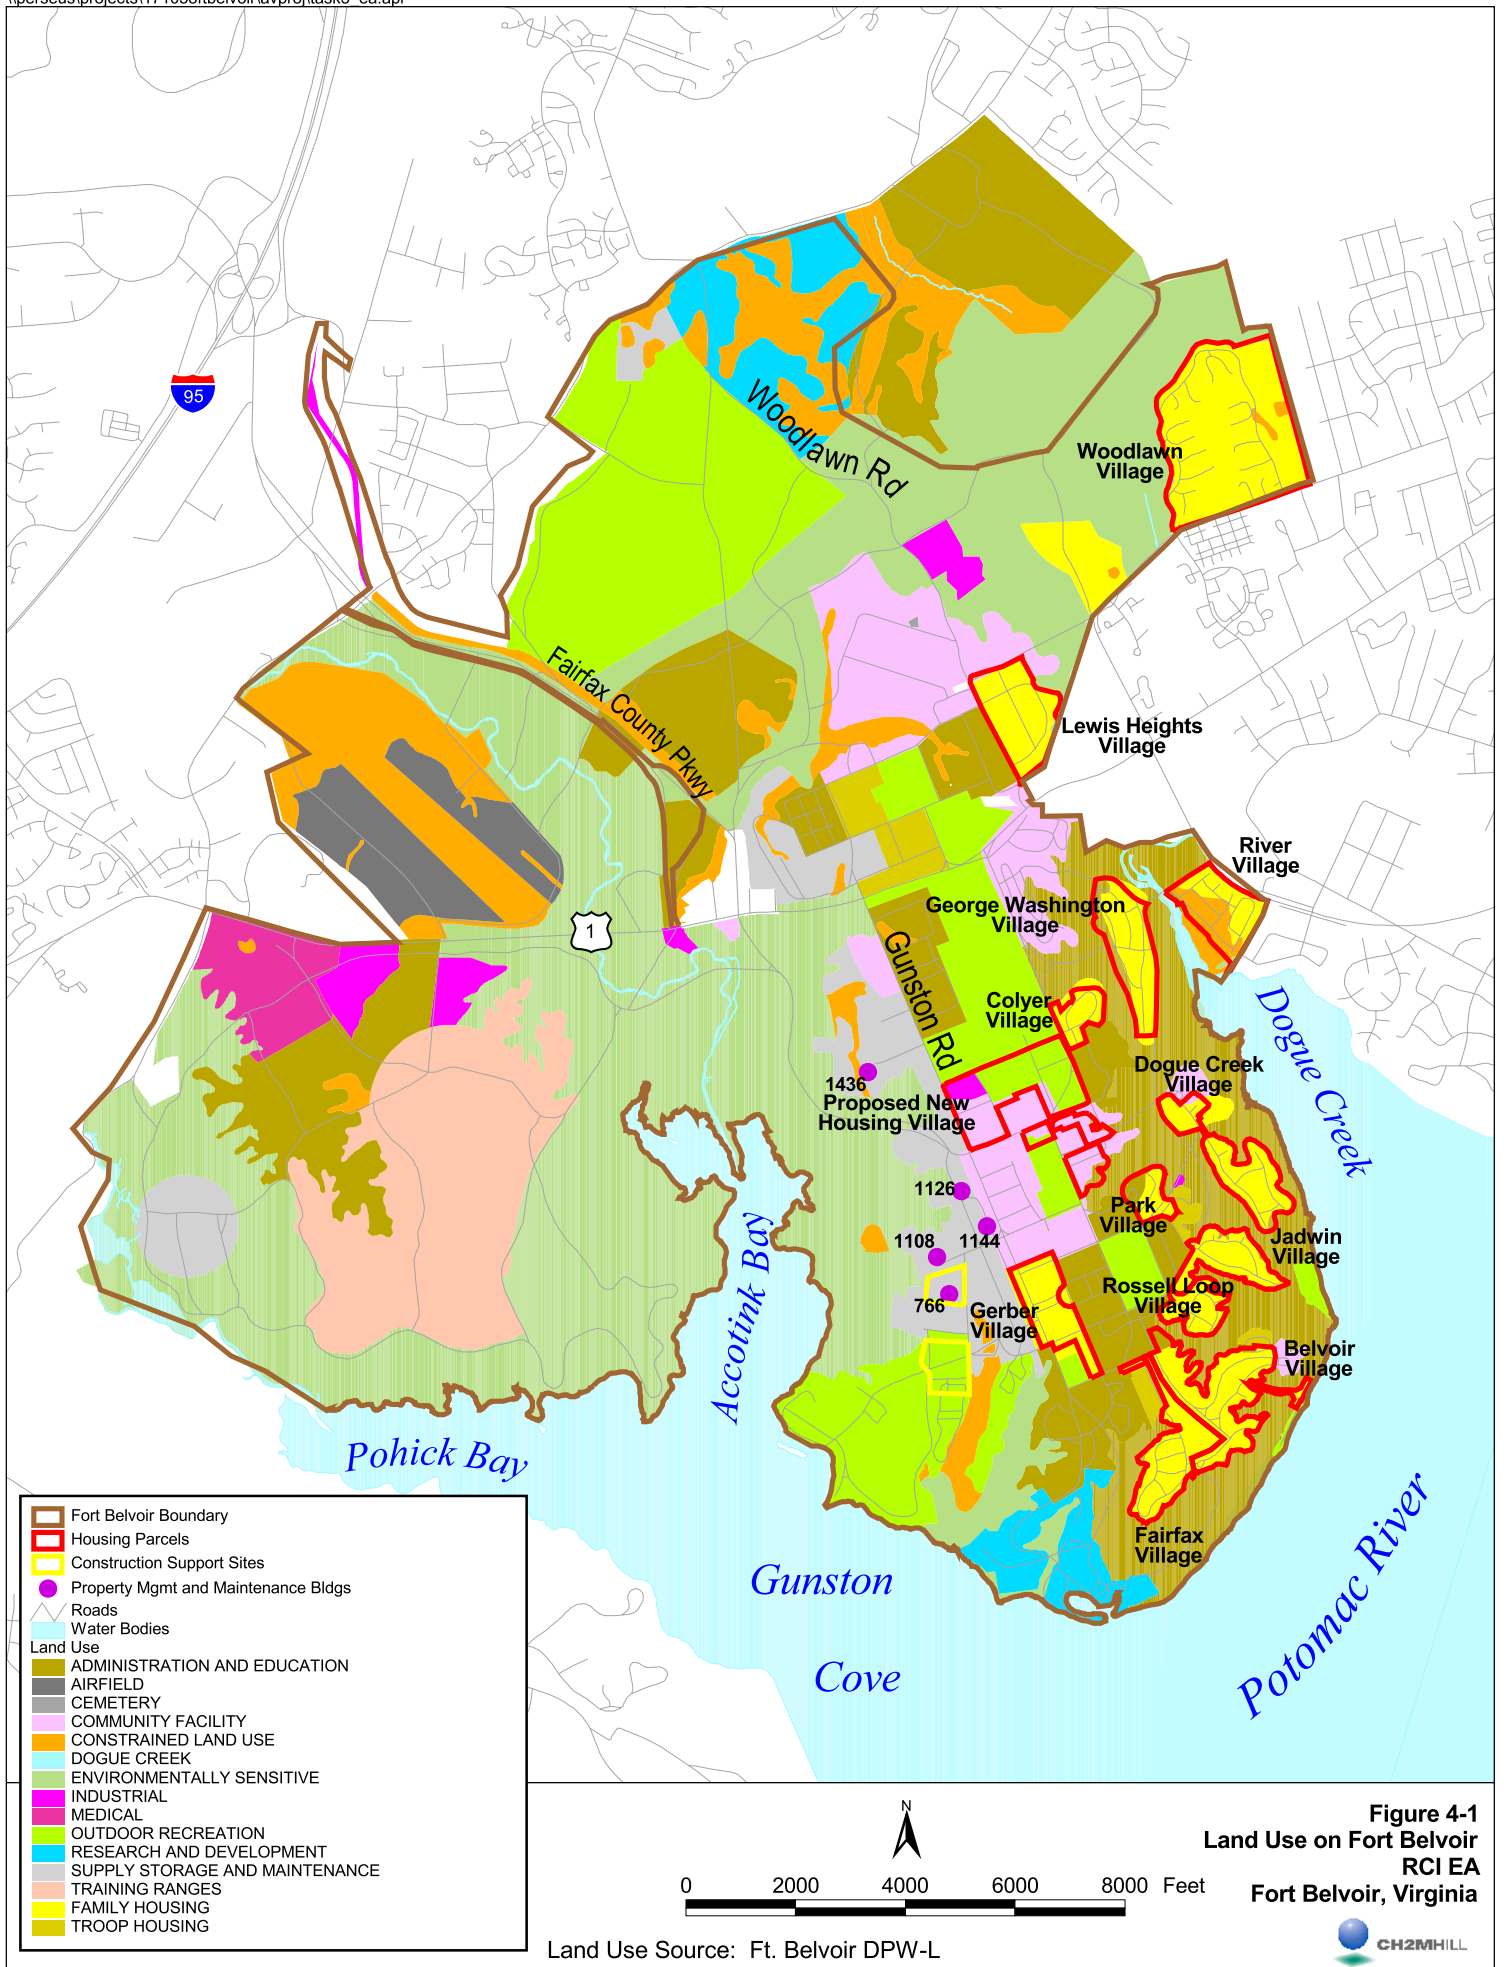 \\perseus\projects\171053ftbelvoir\avproj\task3_ea.apr
95
Woodlawn Rd
Woodlawn
Village
Fairfax County Pkwy
Lewis Heights
Village
River
Village
George Washington
Village
1
Gunston Rd
Colyer
Village
Dogue Creek
Dogue Creek
Village
1436
Proposed New
Housing Village
1126
Park
Village
1108
1144
Jadwin
Village
Accotink Bay
766
Gerber
Village
Rossell Loop
Village
Belvoir
Village
Pohick Bay
Fairfax
Village
Gunston
Cove
Potomac River
Fort Belvoir Boundary
Housing Parcels
Construction Support Sites
Property Mgmt and Maintenance Bldgs
Roads
Water Bodies
Land Use
ADMINISTRATION AND EDUCATION
AIRFIELD
CEMETERY
COMMUNITY FACILITY
CONSTRAINED LAND USE
DOGUE CREEK
ENVIRONMENTALLY SENSITIVE
INDUSTRIAL
MEDICAL
OUTDOOR RECREATION
RESEARCH AND DEVELOPMENT
SUPPLY STORAGE AND MAINTENANCE
TRAINING RANGES
FAMILY HOUSING
TROOP HOUSING
N
0 2000 4000 6000 8000 Feet
Land Use Source: Ft. Belvoir DPW-L
Figure 4-1
Land Use on Fort Belvoir
RCI EA
Fort Belvoir, Virginia
CH2MHILL